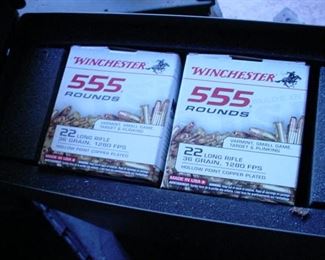 WINCHESTER
555
ROUNDS
VARMINT, SMALL GAME,
TARGET & PLINKING
22 LONG RIFLE
36 GRAIN, 1280 FPS
HOLLOW POINT COPPER PLATED
MADE IN USA
WINCHESTER
555
ROUNDS
VARMINT, SMALL GAME,
TARGET & PLINKING
22 LONG RIFLE
36 GRAIN, 1280 FPS
HOLLOW POINT COPPER PLATED
MADE IN USA